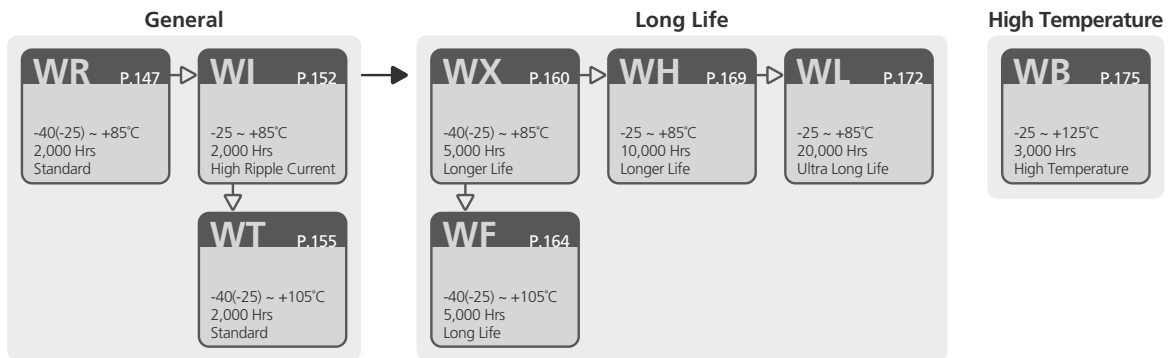 General
Long Life
High Temperature
WR P.147
-40(-25) ~ +85°C
2,000 Hrs
Standard
WI P.152
-25 ~ +85°C
2,000 Hrs
High Ripple Current
WT P.155
-40(-25) ~ +105°C
2,000 Hrs
Standard
WX P.160
-40(-25) ~ +85°C
5,000 Hrs
Longer Life
WH P.169
-25 ~ +85°C
10,000 Hrs
Longer Life
WL P.172
-25 ~ +85°C
20,000 Hrs
Ultra Long Life
WF P.164
-40(-25) ~ +105°C
5,000 Hrs
Long Life
WB P.175
-25 ~ +125°C
3,000 Hrs
High Temperature